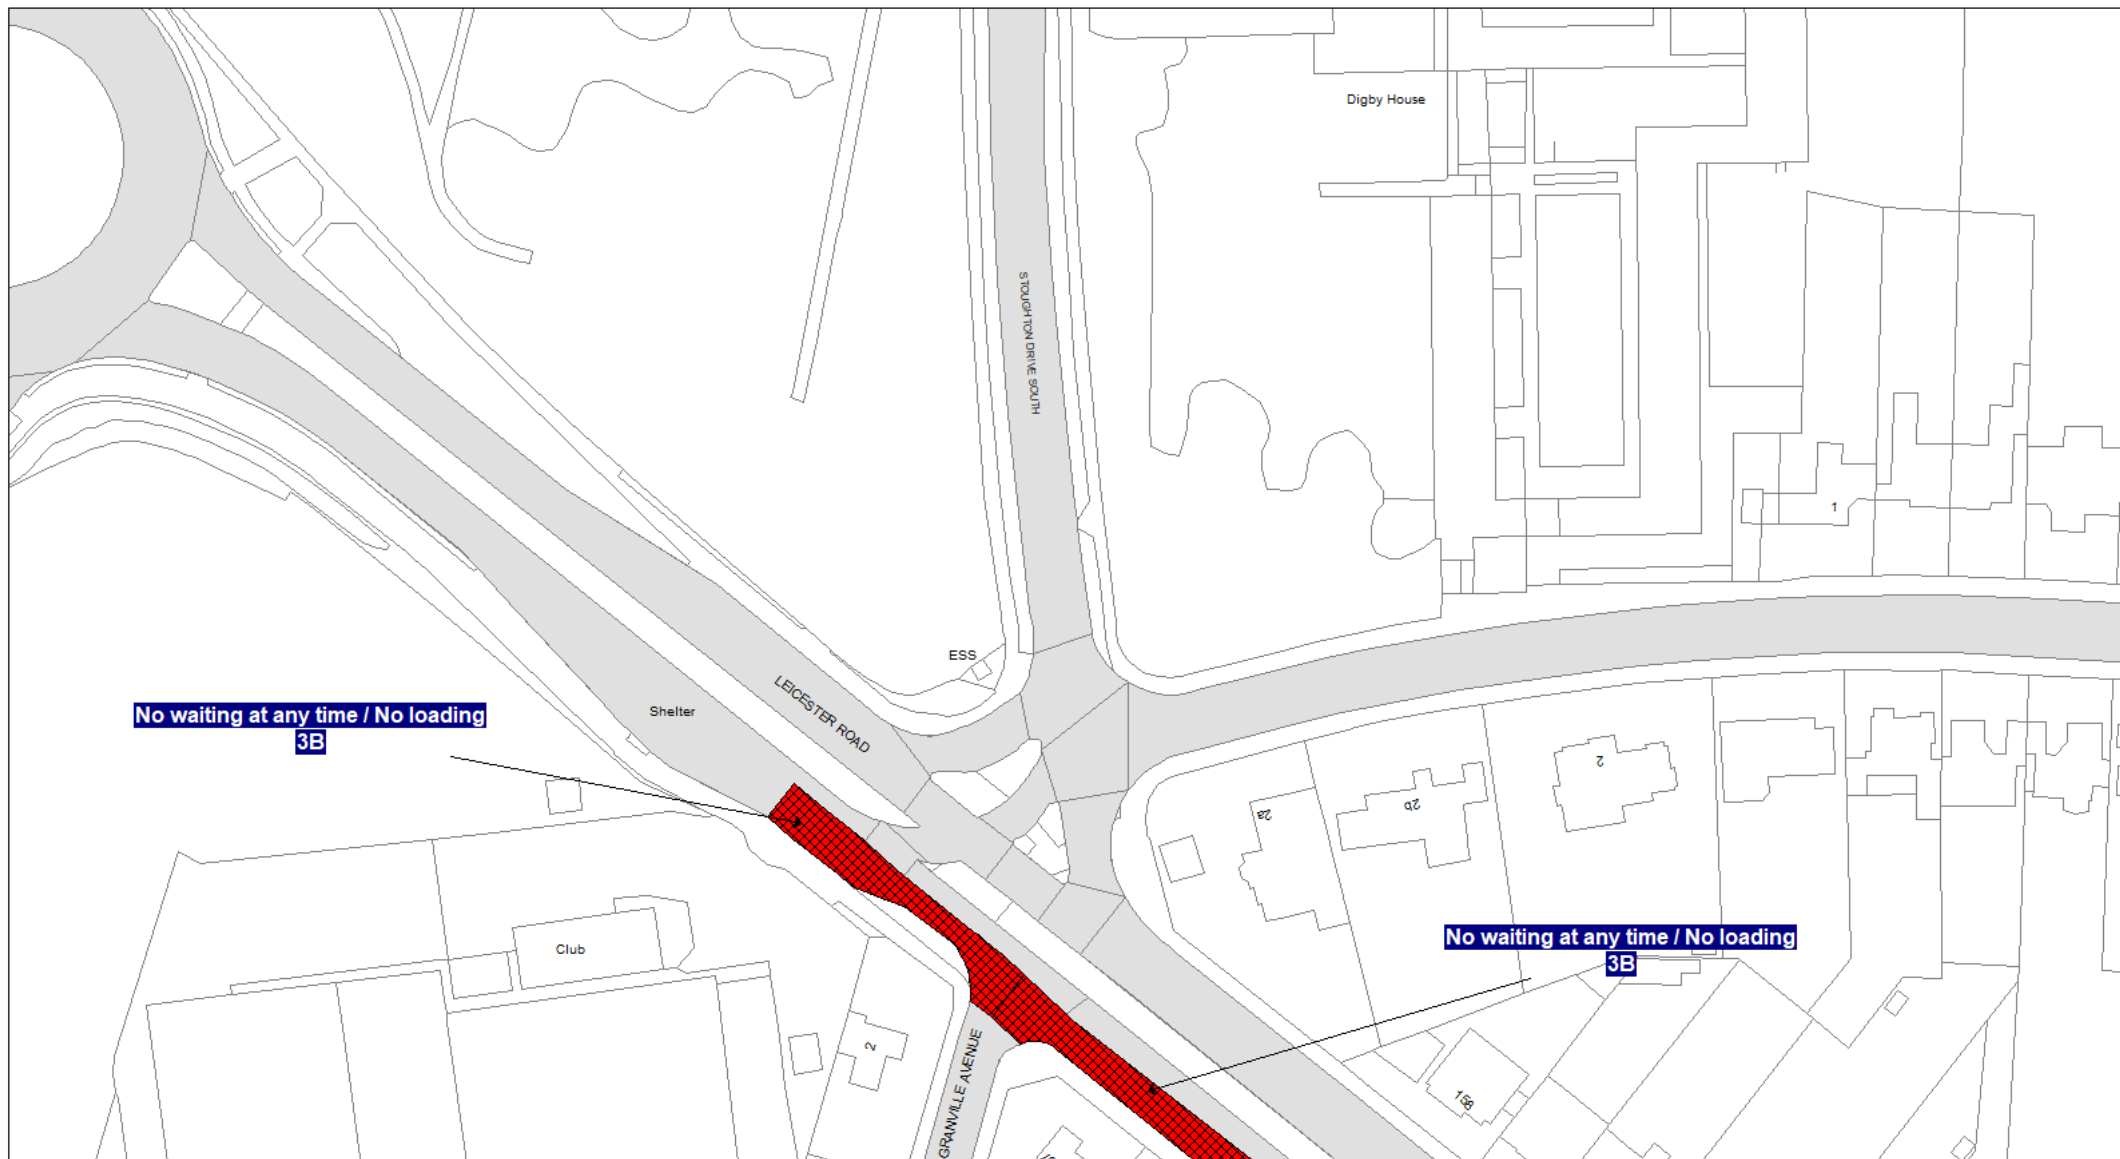 Digby House
STOUGHTON DRIVE SOUTH
1
ESS
LEICESTER ROAD
Shelter
No waiting at any time / No loading
3B
2
2b
2a
Club
No waiting at any time / No loading
3B
2
GRANVILLE AVENUE
158